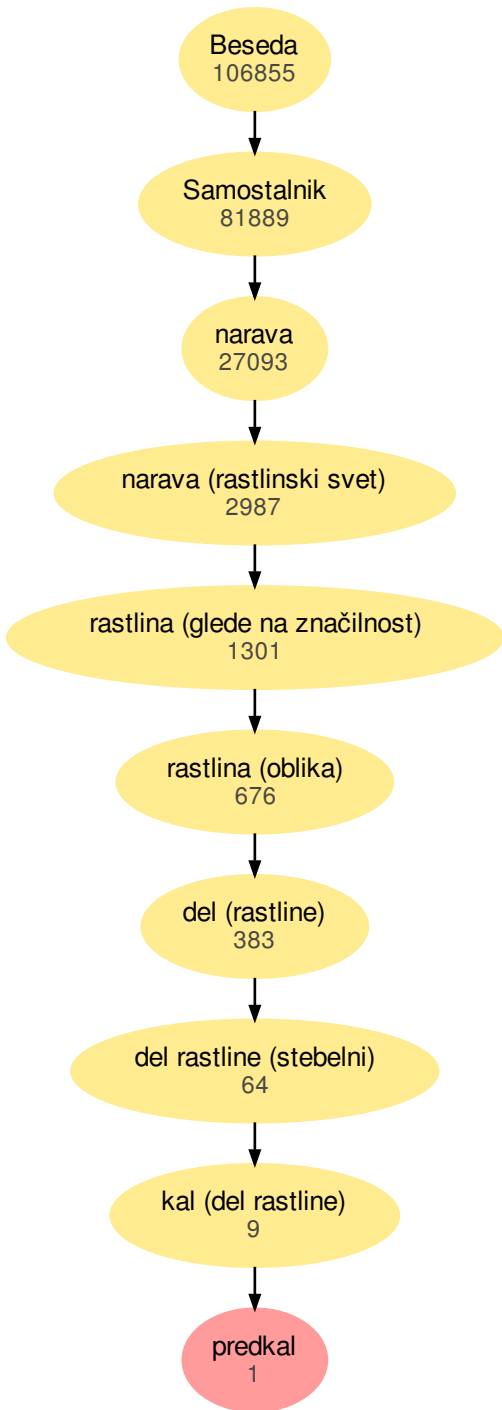 Beseda
106855
Samostalnik
81889
narava
27093
narava (rastlinski svet)
2987
rastlina (glede na značilnost)
1301
rastlina (oblika)
676
del (rastline)
383
del rastline (stebelni)
64
kal (del rastline)
9
predkal
1